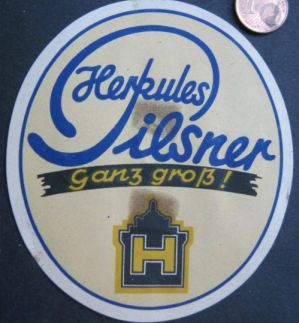 Herkules
Pilsner
Ganz groß!
H